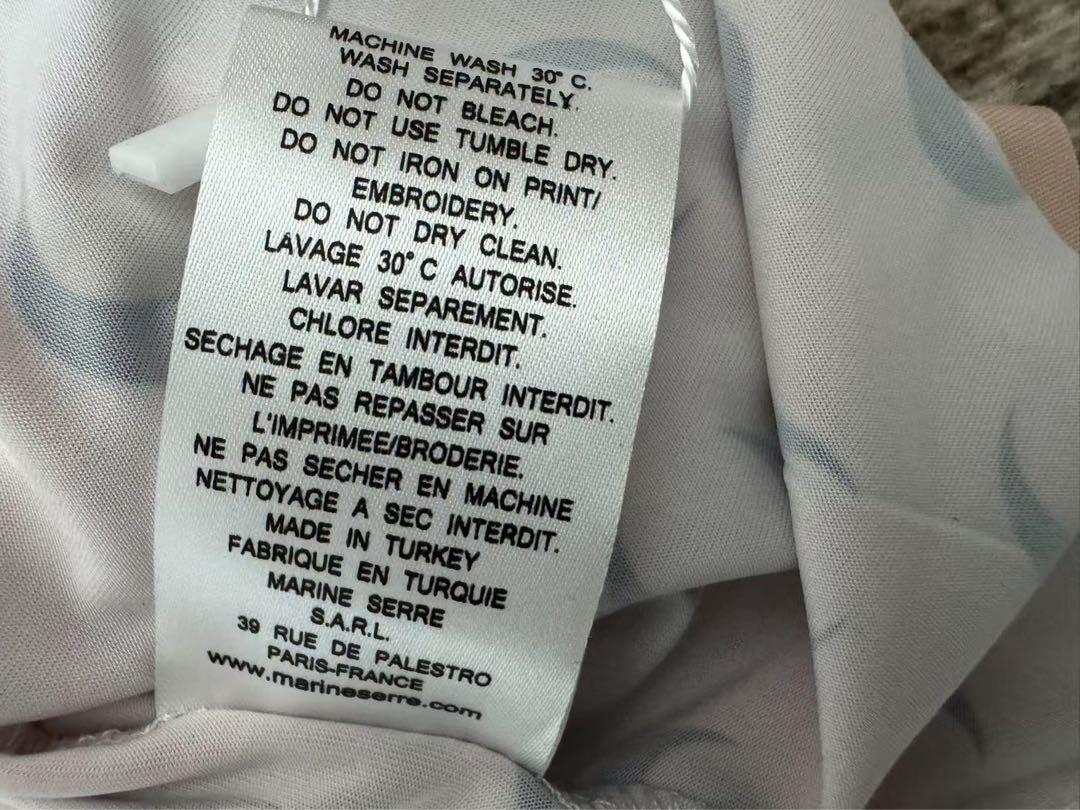 MACHINE WASH 30° C.
WASH SEPARATELY.
DO NOT BLEACH.
DO NOT USE TUMBLE DRY.
DO NOT IRON ON PRINT/
EMBROIDERY.
DO NOT DRY CLEAN.
LAVAGE 30° C AUTORISE.
LAVAR SEPAREMENT.
CHLORE INTERDIT.
SECHAGE EN TAMBOUR INTERDIT.
NE PAS REPASSER SUR
L'IMPRIMEE/BRODERIE.
NE PAS SECHER EN MACHINE
NETTOYAGE A SEC INTERDIT.
MADE IN TURKEY
FABRIQUE EN TURQUIE
MARINE SERRE
S.A.R.L.
39 RUE DE PALESTRO
PARIS-FRANCE
www.marineserre.com